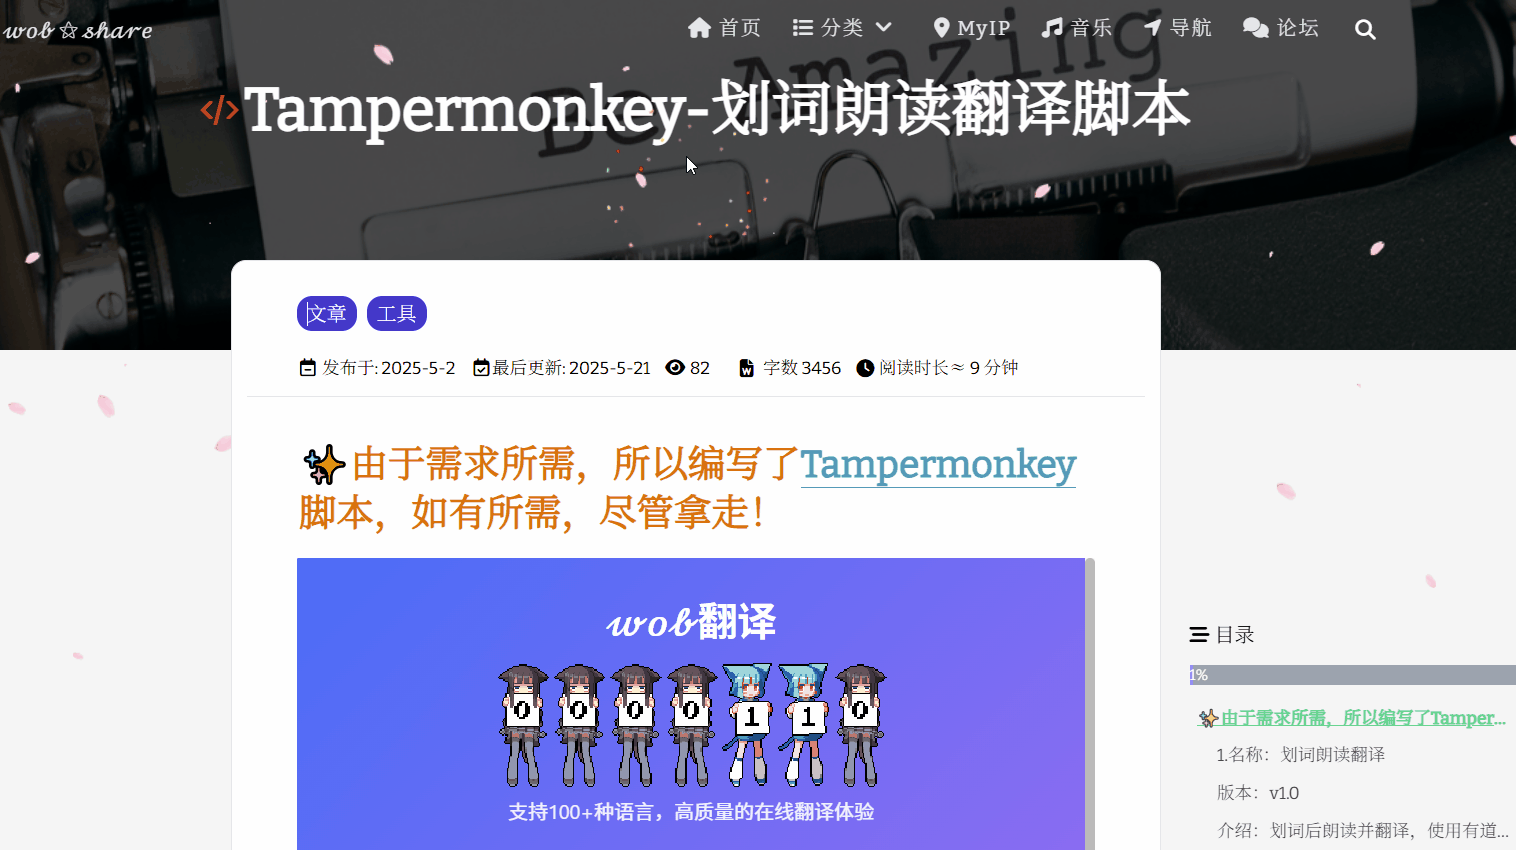 wob☆share
首页 分类 MyIP 音乐 导航 论坛
Be Amazing
</>Tampermonkey-划词朗读翻译脚本
文章 工具
发布于: 2025-5-2 最后更新: 2025-5-21 82 字数 3456 阅读时长≈ 9 分钟
✨由于需求所需，所以编写了Tampermonkey
脚本，如有所需，尽管拿走！
wob翻译
0 0 0 0 1 1 0
支持100+种语言，高质量的在线翻译体验
目录
1%
✨由于需求所需，所以编写了Tamper...
1.名称：划词朗读翻译
版本：v1.0
介绍：划词后朗读并翻译，使用有道...